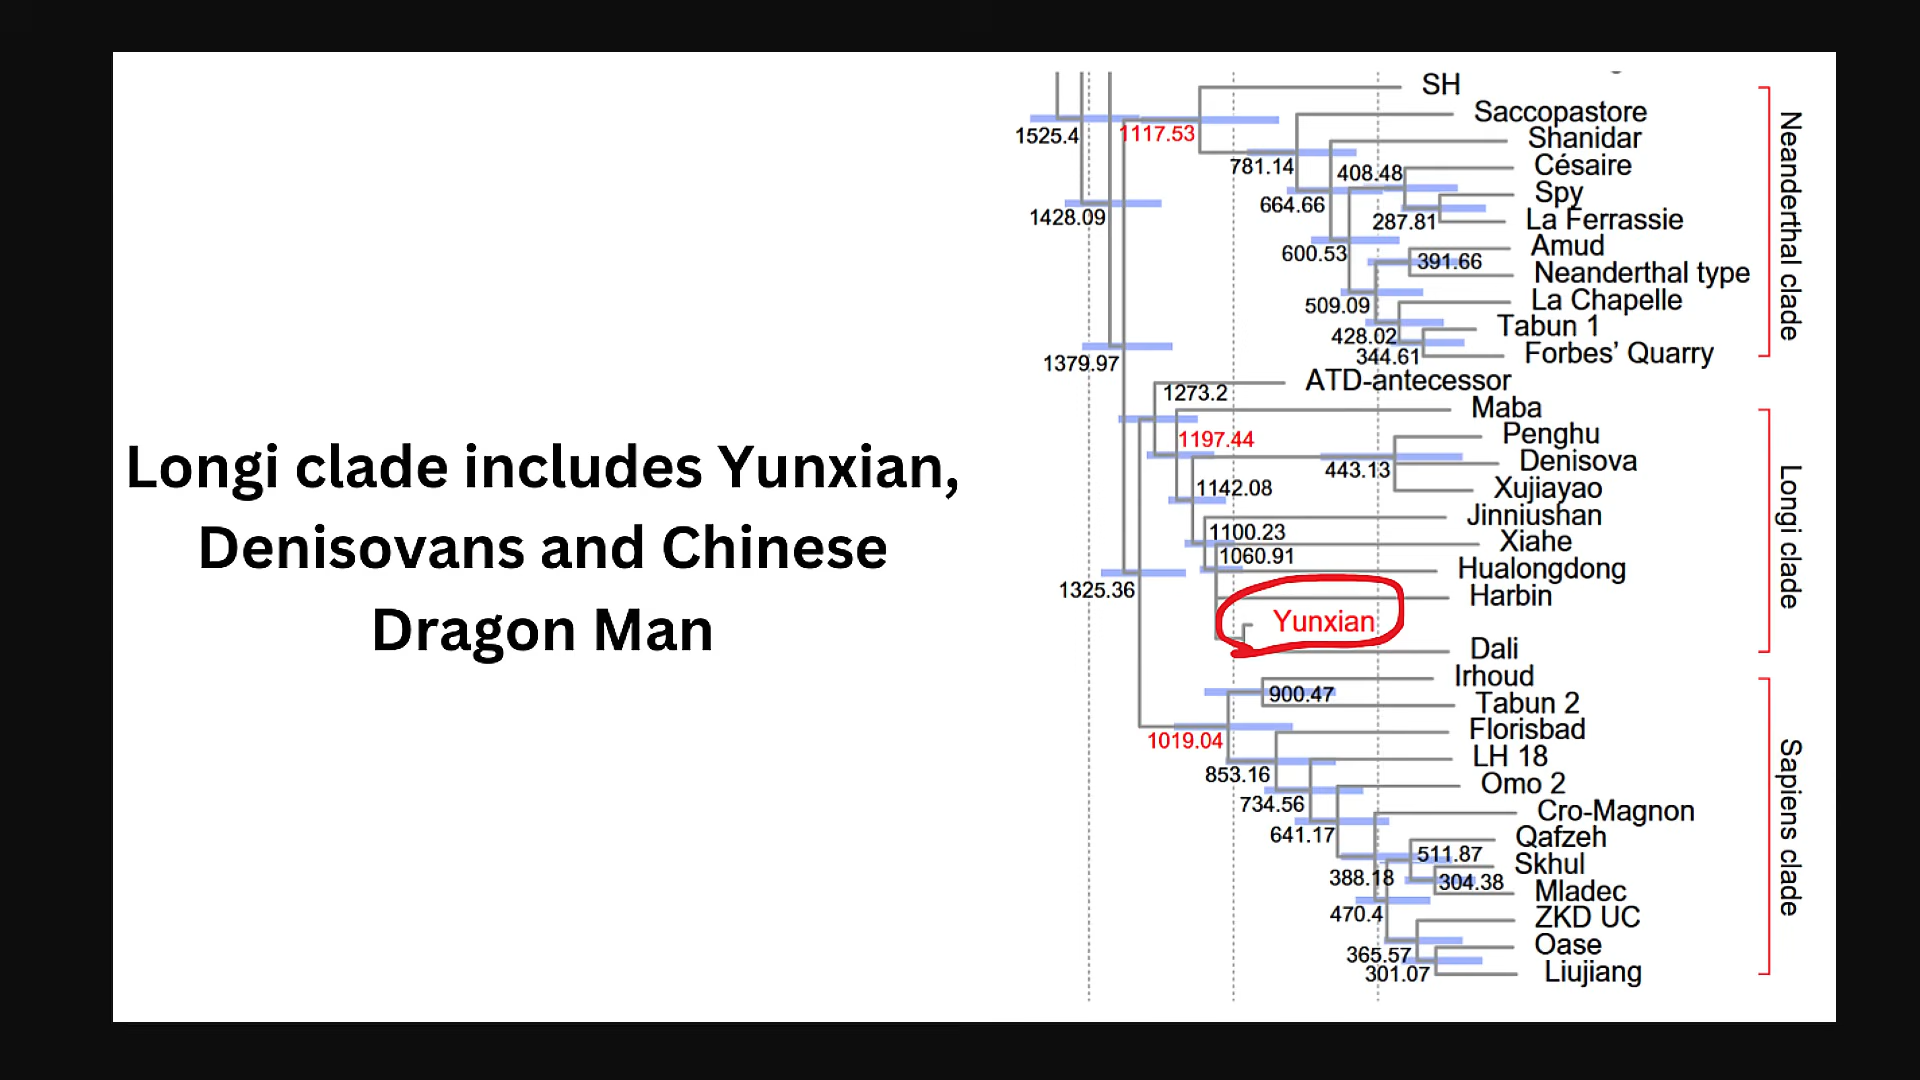 Longi clade includes Yunxian,
Denisovans and Chinese
Dragon Man
SH
Saccopastore
1525.4
1117.53
Shanidar
781.14
408.48
Césaire
Spy
664.66
1428.09
287.81
La Ferrassie
Amud
600.53
391.66
Neanderthal type
509.09
La Chapelle
Tabun 1
428.02
344.61
Forbes’ Quarry
1379.97
Neanderthal clade
ATD-antecessor
1273.2
Maba
1197.44
Penghu
Denisova
443.13
1142.08
Xujiayao
Jinniushan
1100.23
Xiahe
1060.91
Hualongdong
1325.36
Harbin
Yunxian
Dali
Longi clade
Irhoud
900.47
Tabun 2
Florisbad
1019.04
LH 18
853.16
Omo 2
734.56
Cro-Magnon
641.17
Qafzeh
511.87
Skhul
388.18
304.38
Mladec
470.4
ZKD UC
Oase
365.57
301.07
Liujiang
Sapiens clade